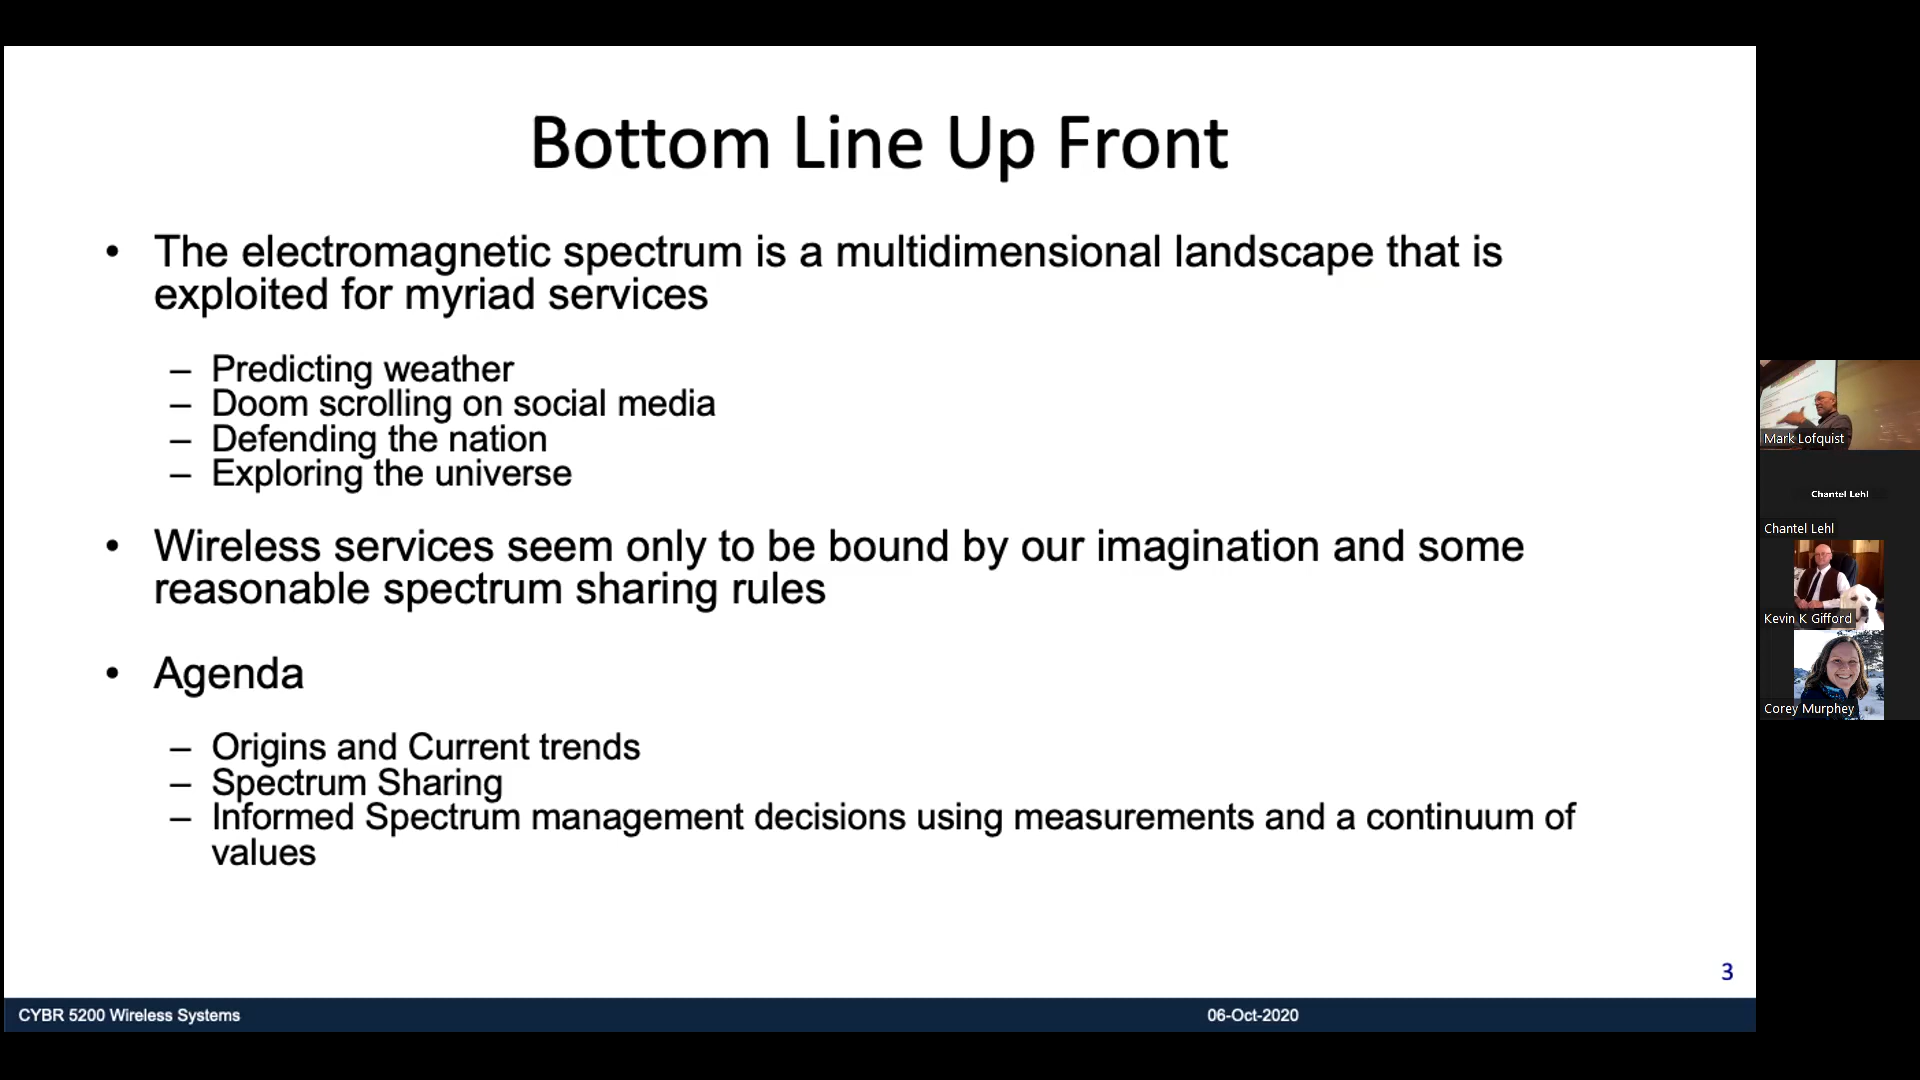 Bottom Line Up Front
• The electromagnetic spectrum is a multidimensional landscape that is
exploited for myriad services
– Predicting weather
– Doom scrolling on social media
– Defending the nation
– Exploring the universe
• Wireless services seem only to be bound by our imagination and some
reasonable spectrum sharing rules
• Agenda
– Origins and Current trends
– Spectrum Sharing
– Informed Spectrum management decisions using measurements and a continuum of
values
3
CYBR 5200 Wireless Systems
06-Oct-2020
Mark Lofquist
Chantel Lehl
Chantel Lehl
Kevin K Gifford
Corey Murphey